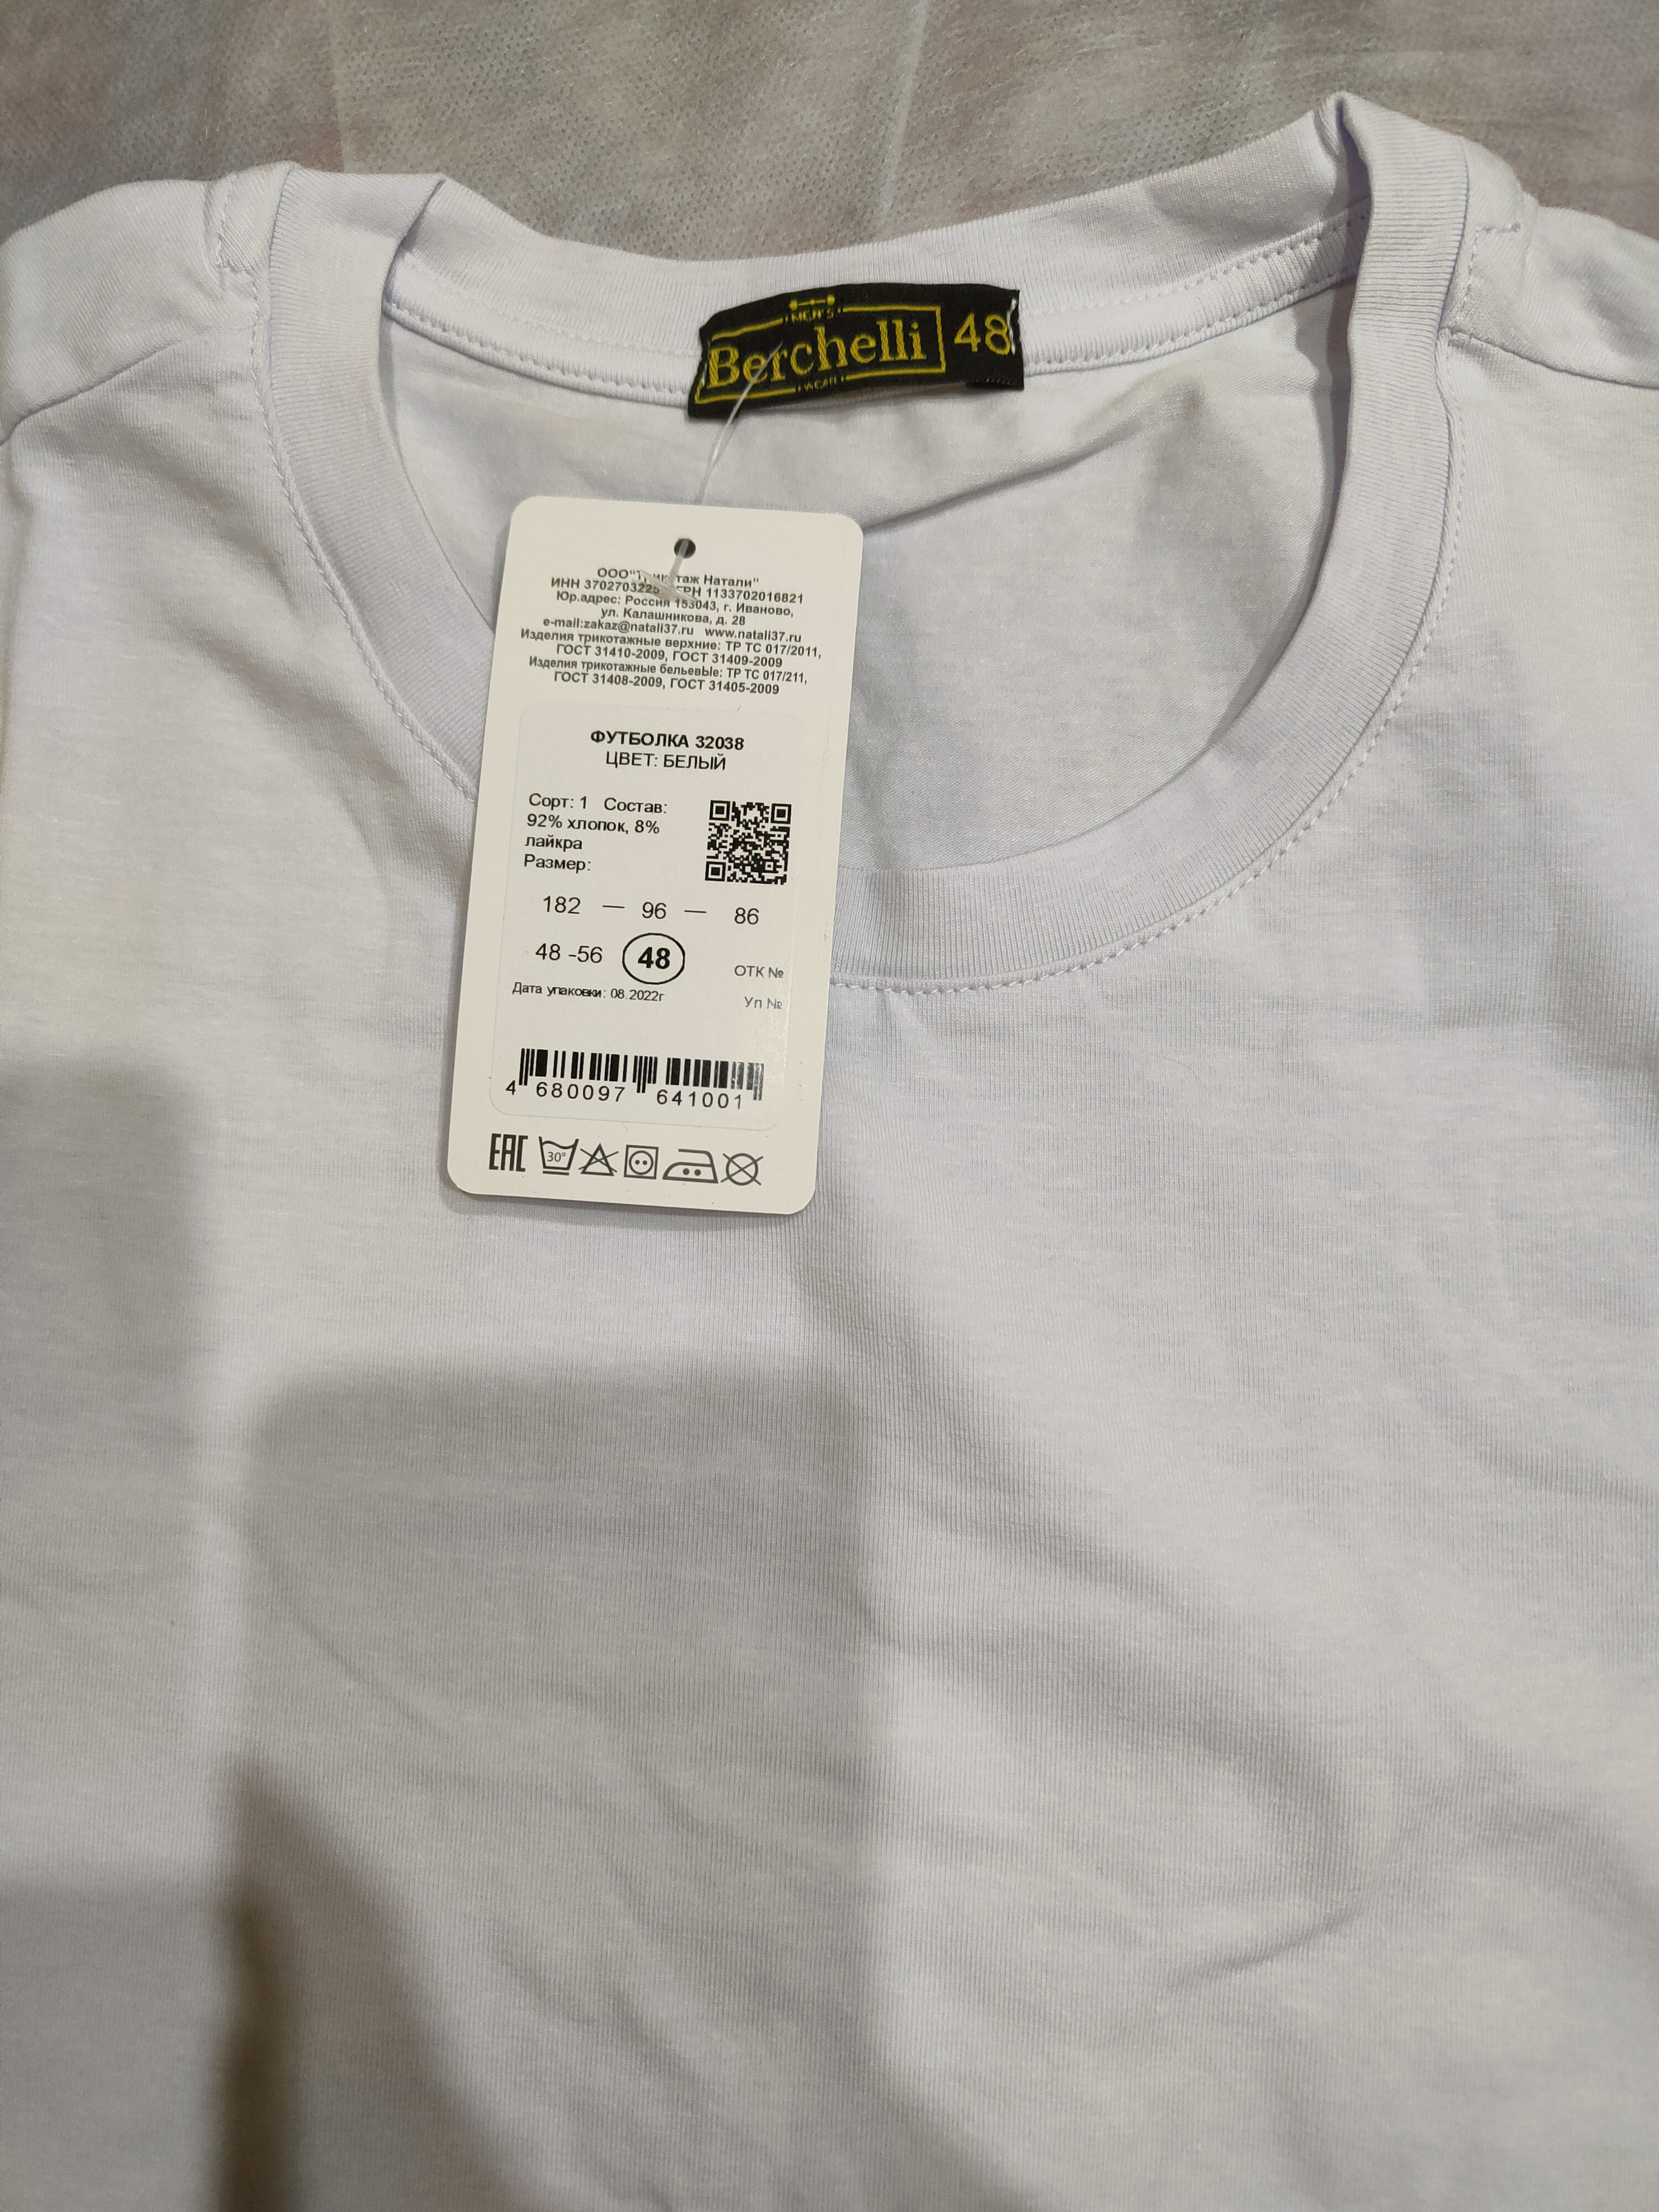 MEN'S
Berchelli 48
WEAR
ООО "Трикотаж Натали"
ИНН 3702703225 ОГРН 1133702016821
Юр.адрес: Россия 153043, г. Иваново,
ул. Калашникова, д. 28
e-mail:zakaz@natali37.ru www.natali37.ru
Изделия трикотажные верхние: ТР ТС 017/2011,
ГОСТ 31410-2009, ГОСТ 31409-2009
Изделия трикотажные бельевЫе: ТР ТС 017/211,
ГОСТ 31408-2009, ГОСТ 31405-2009
ФУТБОЛКА 32038
ЦВЕТ: БЕЛЫЙ
Сорт: 1 Состав:
92% хлопок, 8%
лайкра
Размер:
182 — 96 — 86
48 -56 48
ОТК №
Дата упаковки: 08.2022г
Уп №
4 680097 641001
EAC 30°